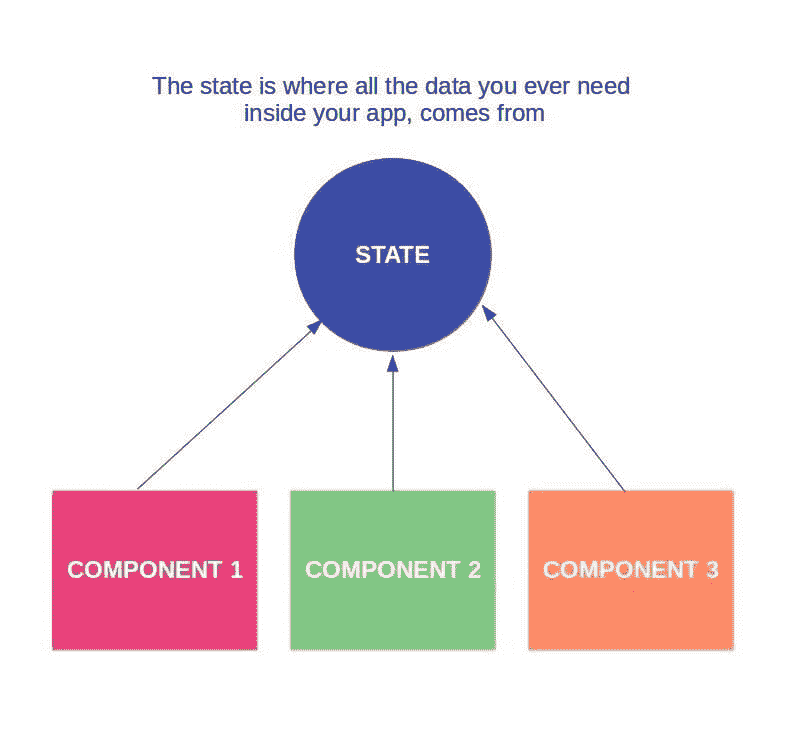 The state is where all the data you ever need
inside your app, comes from
STATE
COMPONENT 1
COMPONENT 2
COMPONENT 3